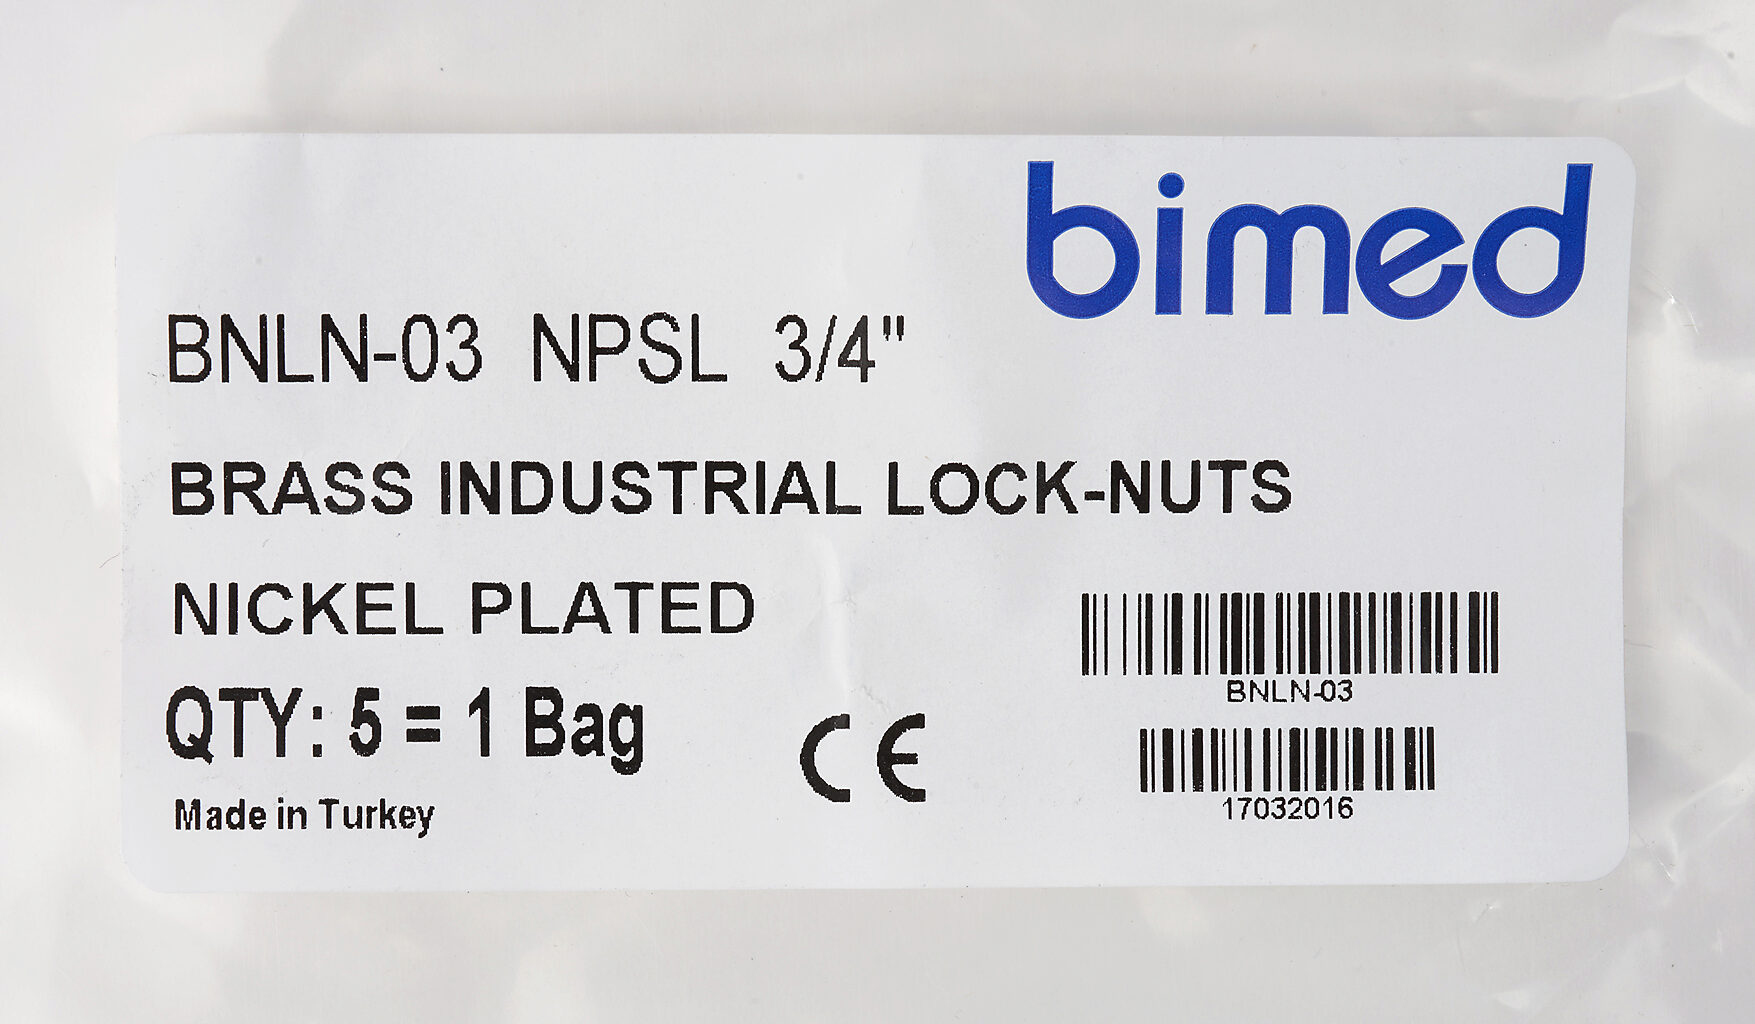 bimed
BNLN-03 NPSL 3/4"
BRASS INDUSTRIAL LOCK-NUTS
NICKEL PLATED
QTY: 5 = 1 Bag
Made in Turkey
CE
BNLN-03
17032016